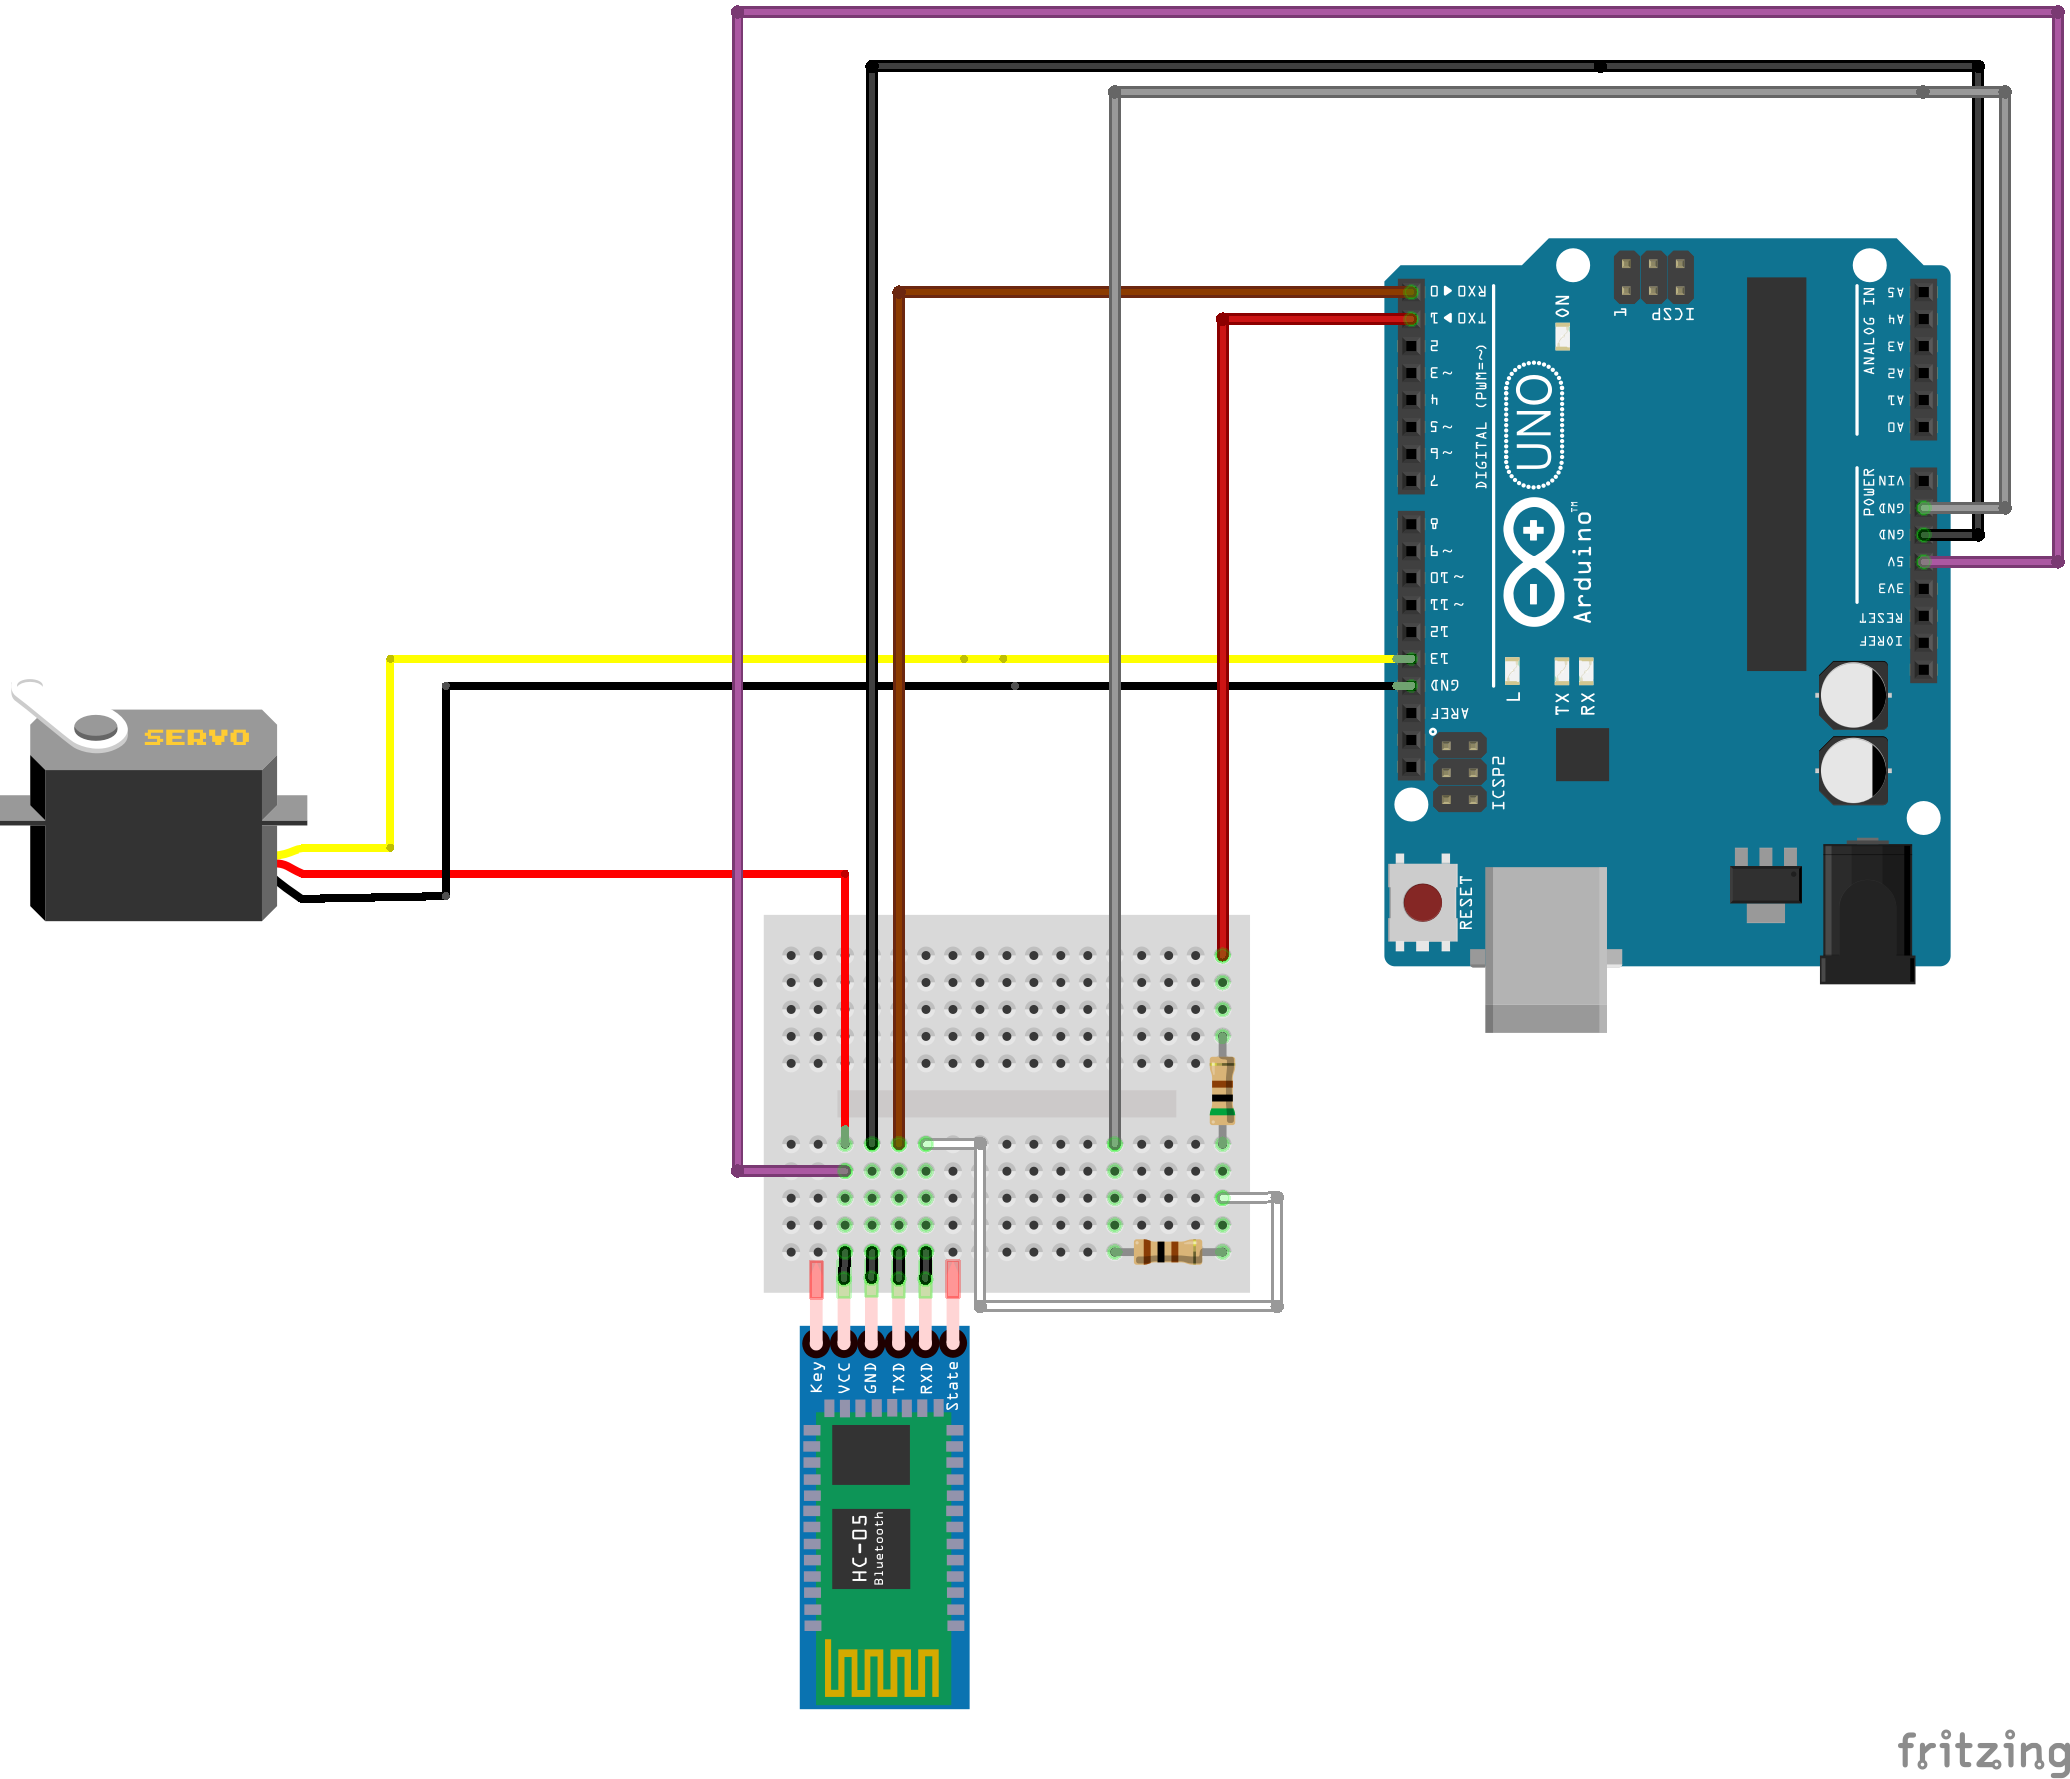 SERVO
RX0◄0
TX0►1
2
~3
4
~5
~6
7
8
~9
~10
~11
12
13
GND
AREF
DIGITAL (PWM=~)
UNO
Arduino™
ON
1
ICSP
L
TX
RX
ICSP2
RESET
ANALOG IN
A5
A4
A3
A2
A1
A0
POWER
VIN
GND
GND
5V
3V3
RESET
IOREF
Key
VCC
GND
TXD
RXD
State
HC-05
Bluetooth
fritzing